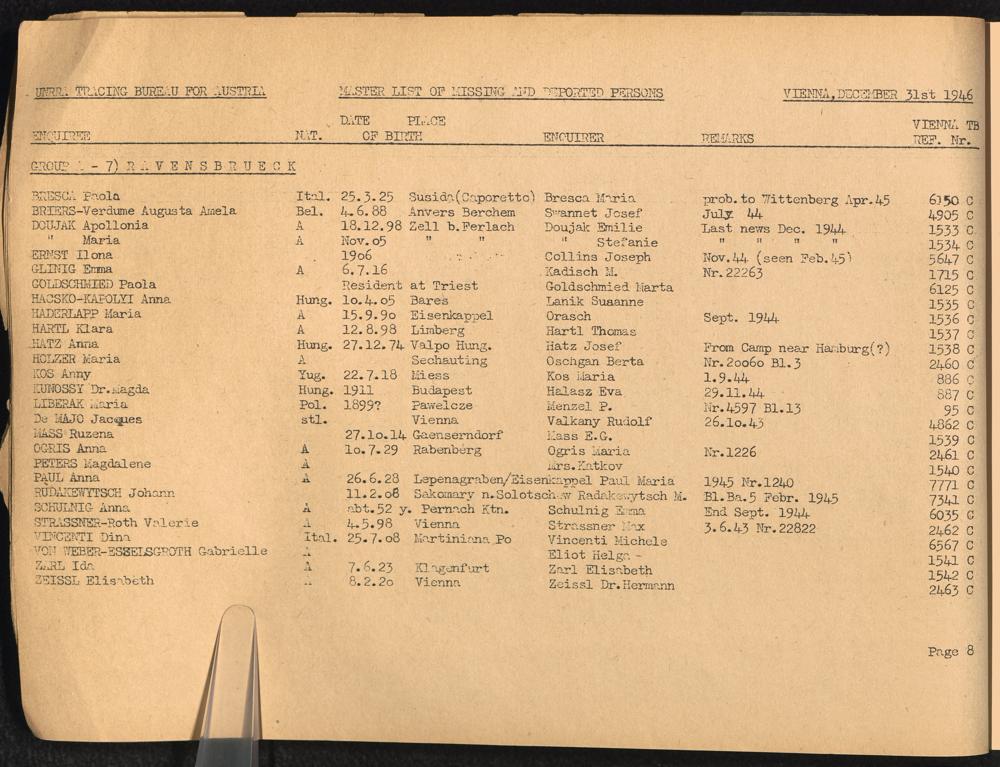 UNRRA TRACING BUREAU FOR AUSTRIA MASTER LIST OF MISSING AND DEPORTED PERSONS VIENNA, DECEMBER 31st 1946
ENQUIREE NAT. DATE PLACE OF BIRTH ENQUIRER REMARKS VIENNA TB REF. Nr.
GROUP A - 7) R A V E N S B R U E C K
BRESCA Paola Ital. 25.3.25 Susida(Caporetto) Bresca Maria prob.to Wittenberg Apr.45 6150 C
BRIERS-Verdume Augusta Amela Bel. 4.6.88 Anvers Berchem Swannet Josef July 44 4905 C
DOUJAK Apollonia A 18.12.98 Zell b.Ferlach Doujak Emilie Last news Dec. 1944 1533 C
" Maria A Nov.05 " " " Stefanie " " " " 1534 C
ERNST Ilona 19o6 Collins Joseph Nov.44 (seen Feb.45) 5647 C
GLINIG Emma A 6.7.16 Kadisch M. Nr.22263 1715 C
GOLDSCHMIED Paola Resident at Triest Goldschmied Marta 6125 C
HACSKO-KAPOLYI Anna Hung. 1o.4.o5 Bares Lanik Susanne 1535 C
HADERLAPP Maria A 15.9.9o Eisenkappel Orasch Sept. 1944 1536 C
HARTL Klara A 12.8.98 Limberg Hartl Thomas 1537 C
HATZ Anna Hung. 27.12.74 Valpo Hung. Hatz Josef From Camp near Hamburg(?) 1538 C
HOLZER Maria A Sechauting Oschgan Berta Nr.2oo6o Bl.3 2460 C
KOS Anny Yug. 22.7.18 Miess Kos Maria 1.9.44 886 C
KUNOSSY Dr.Magda Hung. 1911 Budapest Halasz Eva 29.11.44 887 C
LIBERAK Maria Pol. 1899? Pawelcze Menzel P. Nr.4597 Bl.13 95 C
De MAJO Jacques stl. Vienna Valkany Rudolf 26.10.43 4862 C
MASS Ruzena 27.1o.14 Gaenserndorf Mass E.G. 1539 C
OGRIS Anna A 1o.7.29 Rabenberg Ogris Maria Nr.1226 2461 C
PETERS Magdalene A Mrs.Katkov 1540 C
PAUL Anna A 26.6.28 Lepenagraben/Eisenkappel Paul Maria 1945 Nr.1240 7771 C
RUDAKEWYTSCH Johann 11.2.o8 Sakomary n.Solotschow Radakewytsch M. Bl.Ba.5 Febr. 1945 7341 C
SCHULNIG Anna A abt.52 y. Pernach Ktn. Schulnig Emma End Sept. 1944 6035 C
STRASSNER-Roth Valerie A 4.5.98 Vienna Strassner Max 3.6.43 Nr.22822 2462 C
VINCENTI Dina Ital. 25.7.o8 Martiniana Po Vincenti Michele 6567 C
VON WEBER-ESSELSGROTH Gabrielle A Eliot Helga - 1541 C
ZARL Ida A 7.6.23 Klagenfurt Zarl Elisabeth 1542 C
ZEISSL Elisabeth A 8.2.2o Vienna Zeissl Dr.Hermann 2463 C
Page 8